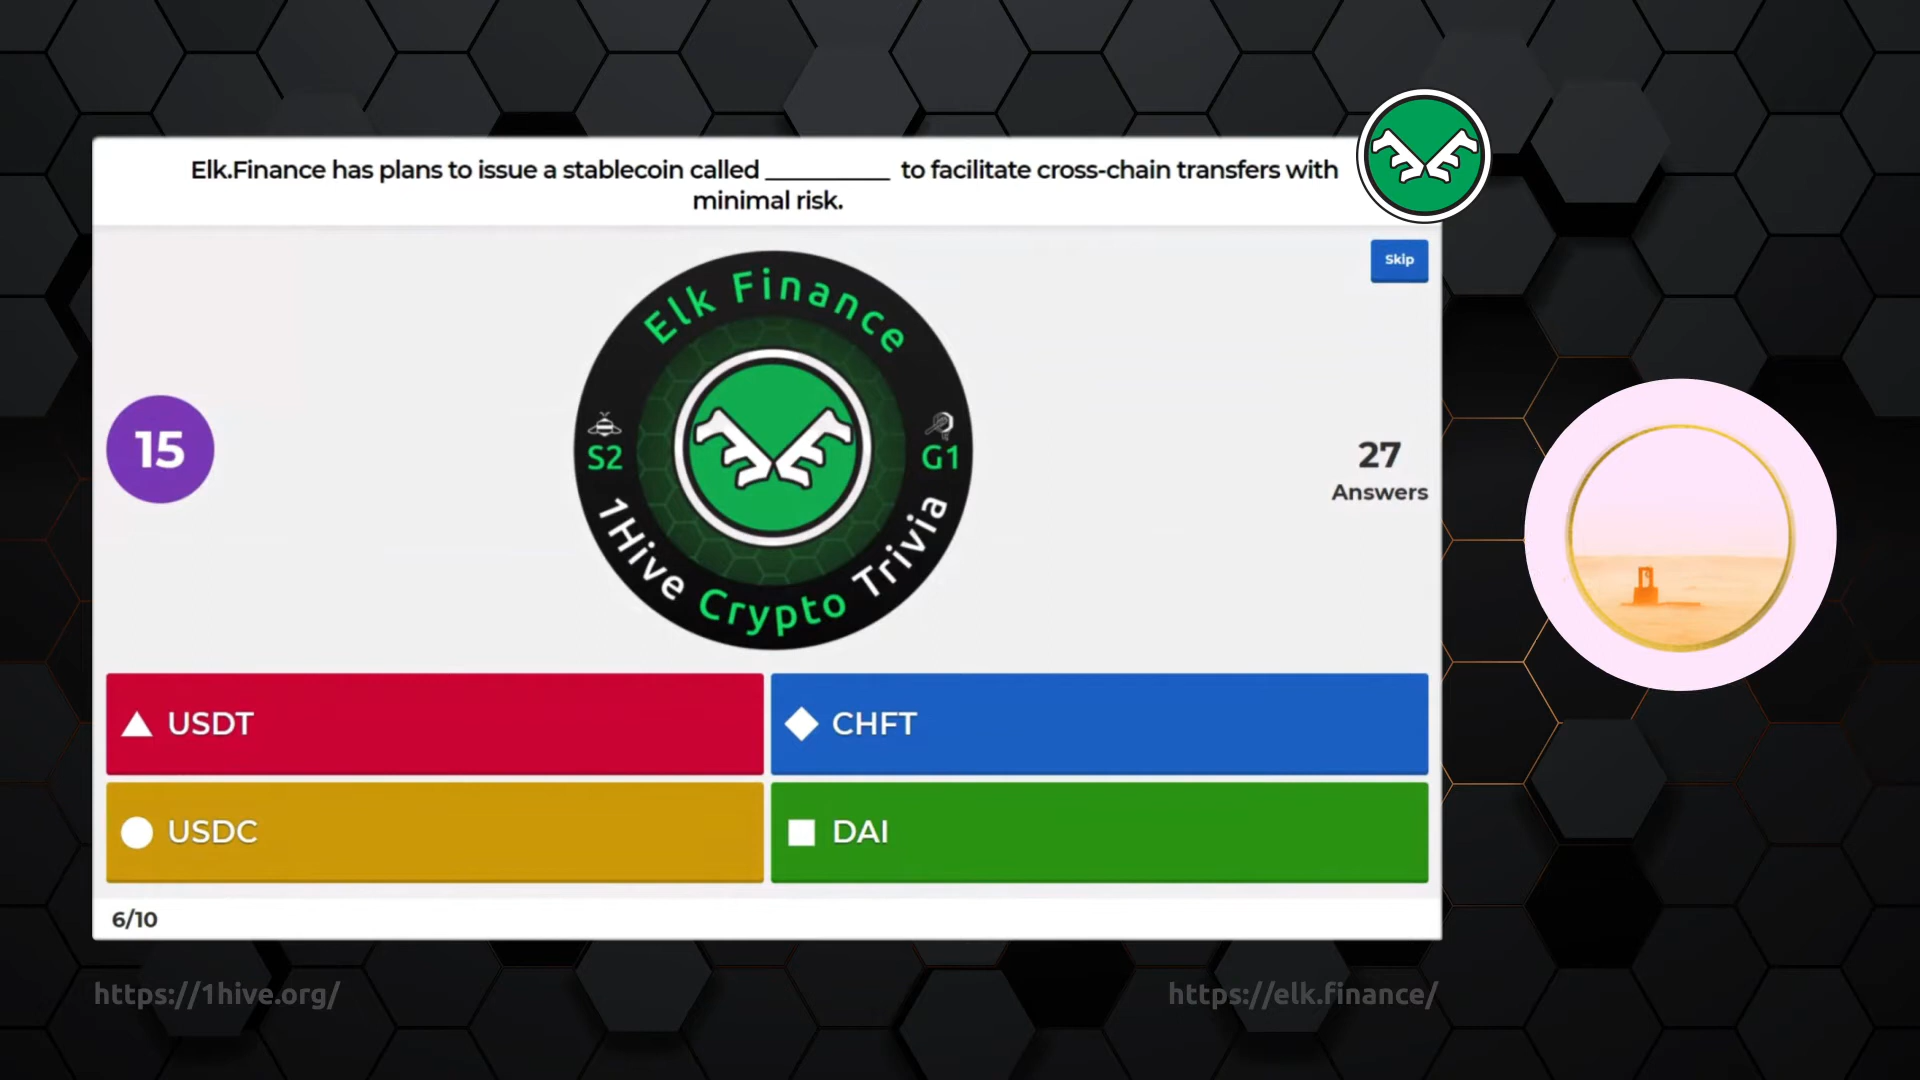 Elk.Finance has plans to issue a stablecoin called __________ to facilitate cross-chain transfers with
minimal risk.
Skip
Elk Finance
S2
G1
1Hive Crypto Trivia
15
27
Answers
USDT
CHFT
USDC
DAI
6/10
https://1hive.org/
https://elk.finance/